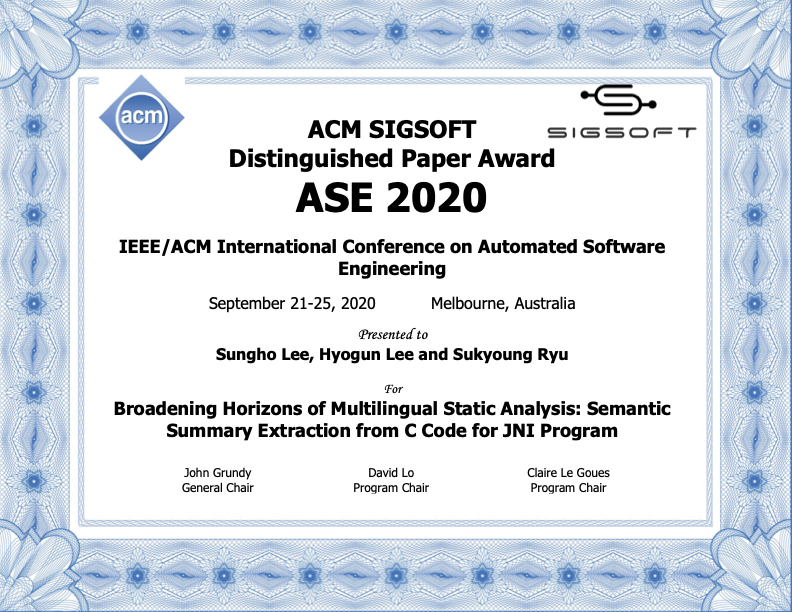 acm
SIGSOFT
ACM SIGSOFT
Distinguished Paper Award
ASE 2020
IEEE/ACM International Conference on Automated Software
Engineering
September 21-25, 2020 Melbourne, Australia
Presented to
Sungho Lee, Hyogun Lee and Sukyoung Ryu
For
Broadening Horizons of Multilingual Static Analysis: Semantic
Summary Extraction from C Code for JNI Program
John Grundy David Lo Claire Le Goues
General Chair Program Chair Program Chair